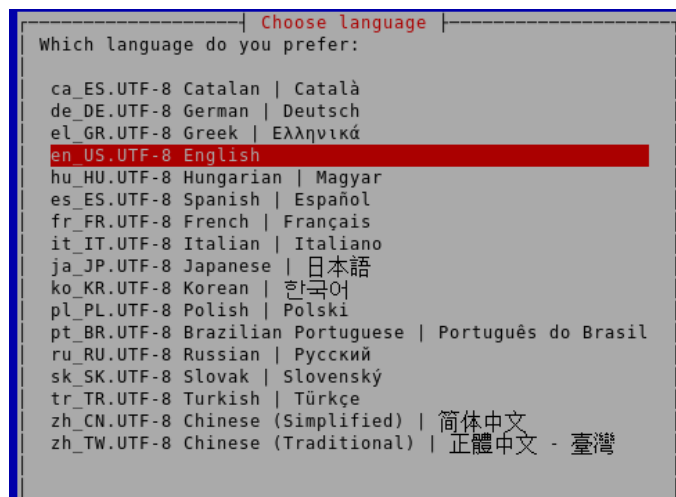 Choose language
Which language do you prefer:
ca_ES.UTF-8 Catalan | Català
de_DE.UTF-8 German | Deutsch
el_GR.UTF-8 Greek | Ελληνικά
en_US.UTF-8 English
hu_HU.UTF-8 Hungarian | Magyar
es_ES.UTF-8 Spanish | Español
fr_FR.UTF-8 French | Français
it_IT.UTF-8 Italian | Italiano
ja_JP.UTF-8 Japanese | 日本語
ko_KR.UTF-8 Korean | 한국어
pl_PL.UTF-8 Polish | Polski
pt_BR.UTF-8 Brazilian Portuguese | Português do Brasil
ru_RU.UTF-8 Russian | Русский
sk_SK.UTF-8 Slovak | Slovenský
tr_TR.UTF-8 Turkish | Türkçe
zh_CN.UTF-8 Chinese (Simplified) | 简体中文
zh_TW.UTF-8 Chinese (Traditional) | 正體中文 - 臺灣